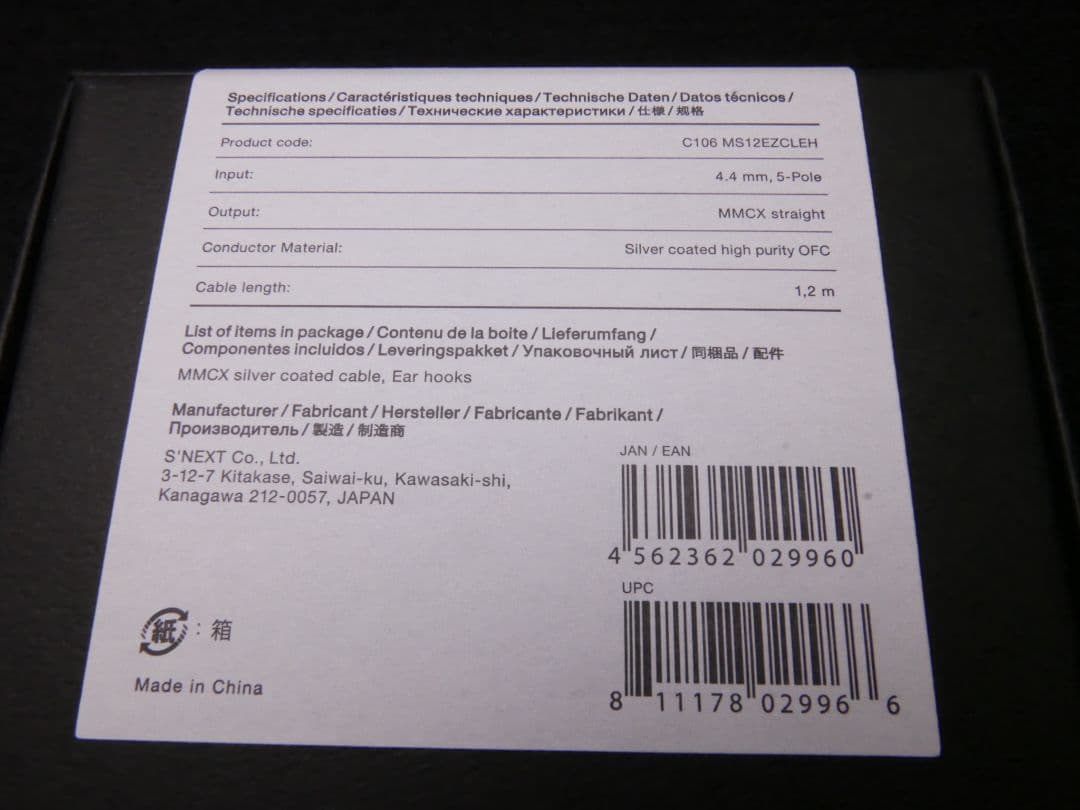 Specifications / Caractéristiques techniques / Technische Daten / Datos técnicos /
Technische specificaties / Технические характеристики / 仕様 / 规格
Product code: C106 MS12EZCLEH
Input: 4.4 mm, 5-Pole
Output: MMCX straight
Conductor Material: Silver coated high purity OFC
Cable length: 1,2 m
List of items in package / Contenu de la boite / Lieferumfang /
Componentes incluidos / Leveringspakket / Упаковочный лист / 同梱品 / 配件
MMCX silver coated cable, Ear hooks
Manufacturer / Fabricant / Hersteller / Fabricante / Fabrikant /
Производитель / 製造 / 制造商
S'NEXT Co., Ltd.
3-12-7 Kitakase, Saiwai-ku, Kawasaki-shi,
Kanagawa 212-0057, JAPAN
JAN / EAN
4 562362 029960
UPC
8 11178 02996 6
紙 : 箱
Made in China